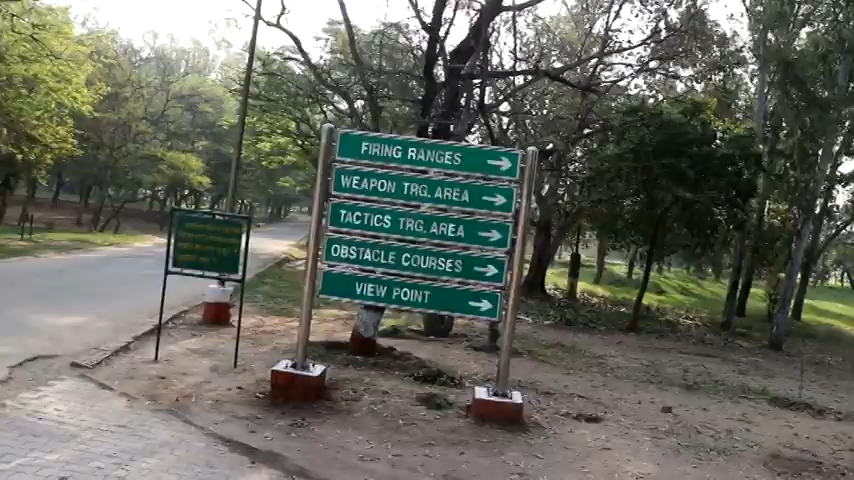 FIRING RANGES
WEAPON TRG. AREA
TACTICS TRG. AREA
OBSTACLE COURSES
VIEW POINT